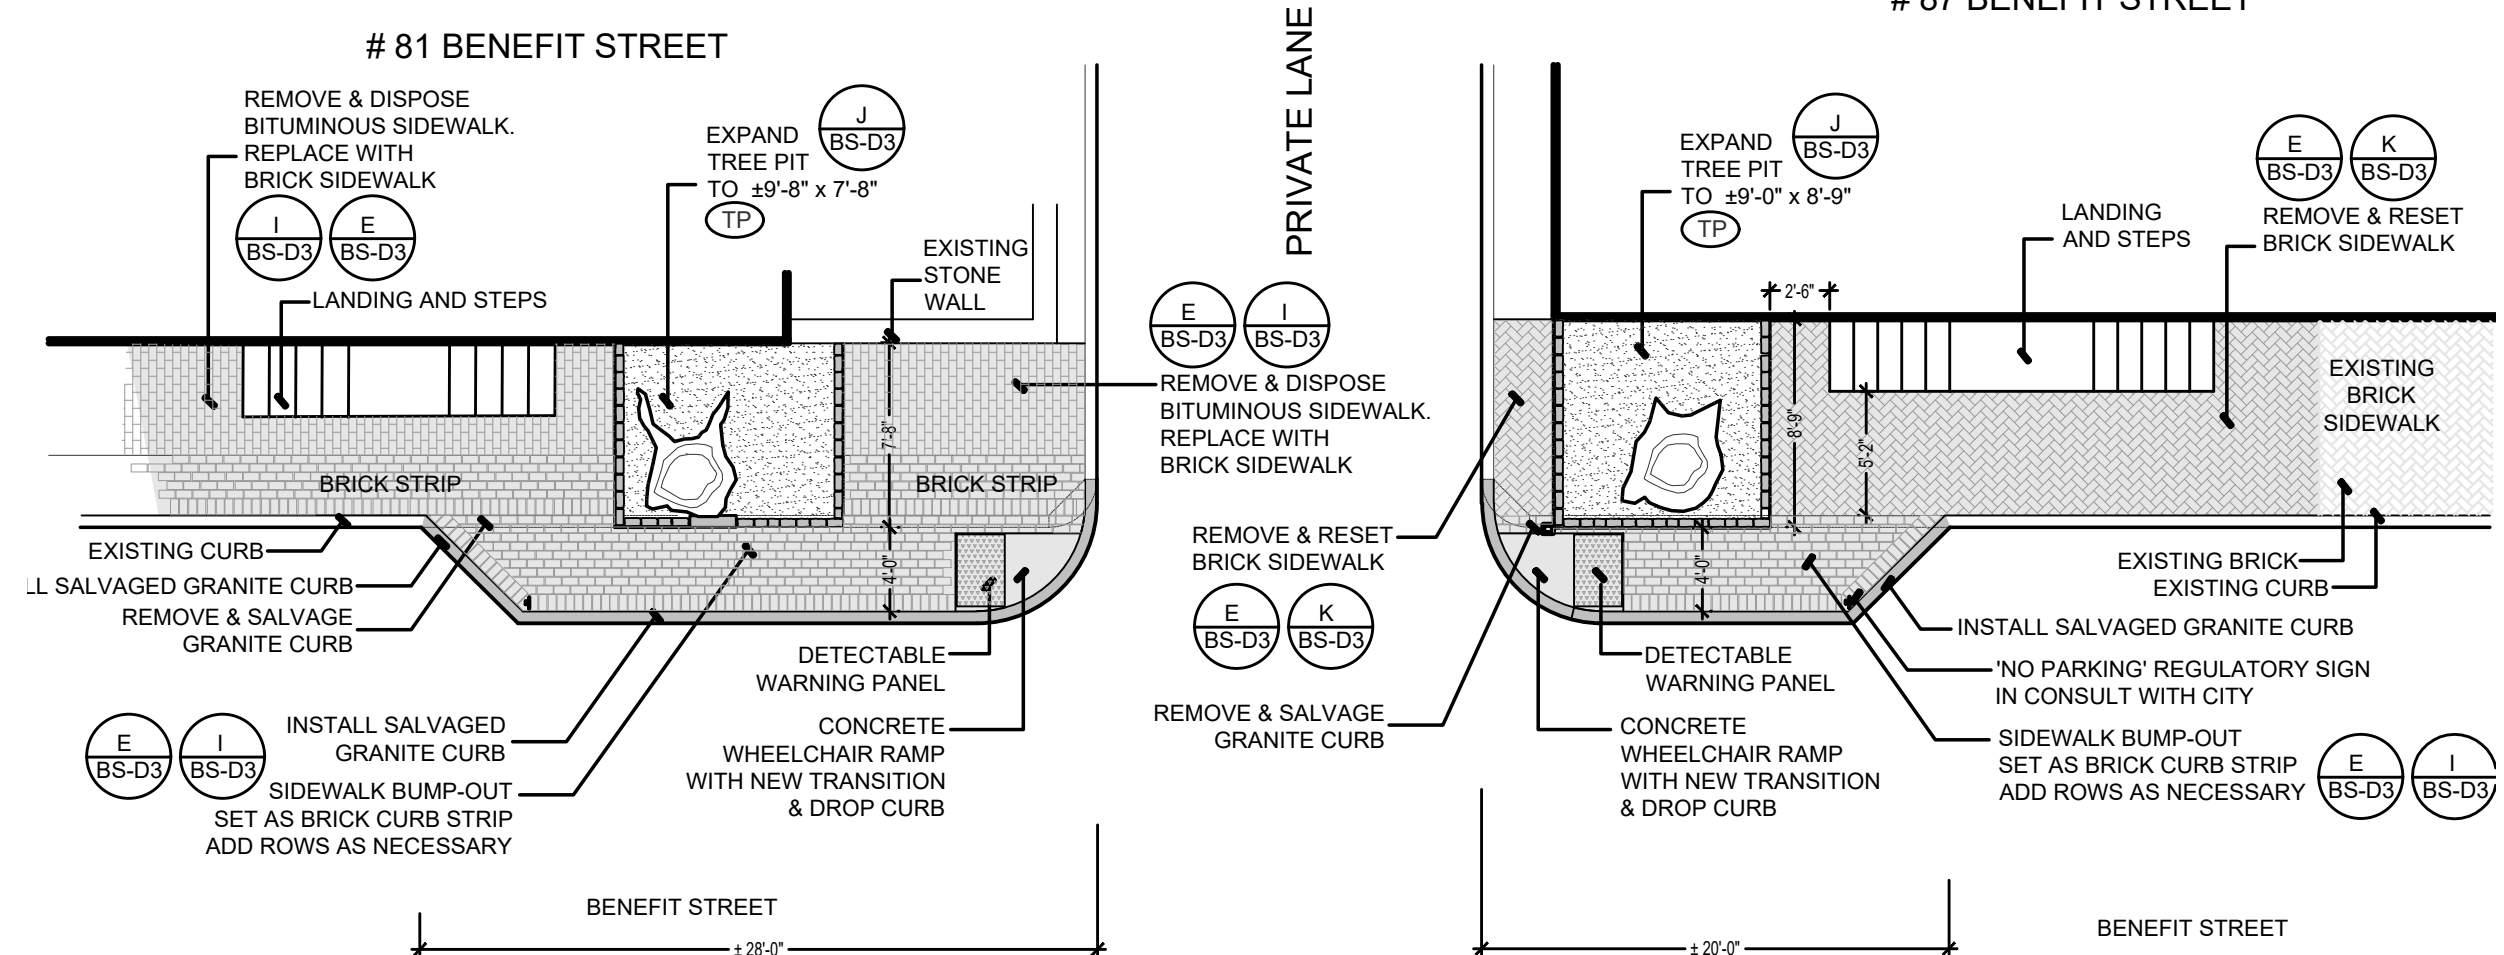 # 81 BENEFIT STREET
REMOVE & DISPOSE
BITUMINOUS SIDEWALK.
REPLACE WITH
BRICK SIDEWALK
I
BS-D3
E
BS-D3
LANDING AND STEPS
EXPAND
TREE PIT
TO ±9'-8" x 7'-8"
TP
J
BS-D3
EXISTING
STONE
WALL
BRICK STRIP
BRICK STRIP
7'-8"
4'-0"
EXISTING CURB
LL SALVAGED GRANITE CURB
REMOVE & SALVAGE
GRANITE CURB
E
BS-D3
I
BS-D3
INSTALL SALVAGED
GRANITE CURB
SIDEWALK BUMP-OUT
SET AS BRICK CURB STRIP
ADD ROWS AS NECESSARY
DETECTABLE
WARNING PANEL
CONCRETE
WHEELCHAIR RAMP
WITH NEW TRANSITION
& DROP CURB
BENEFIT STREET
± 28'-0"
PRIVATE LANE
E
BS-D3
I
BS-D3
REMOVE & DISPOSE
BITUMINOUS SIDEWALK.
REPLACE WITH
BRICK SIDEWALK
REMOVE & RESET
BRICK SIDEWALK
E
BS-D3
K
BS-D3
REMOVE & SALVAGE
GRANITE CURB
# 87 BENEFIT STREET
EXPAND
TREE PIT
TO ±9'-0" x 8'-9"
TP
J
BS-D3
2'-6"
LANDING
AND STEPS
E
BS-D3
K
BS-D3
REMOVE & RESET
BRICK SIDEWALK
8'-9"
5'-2"
4'-0"
EXISTING
BRICK
SIDEWALK
EXISTING BRICK
EXISTING CURB
INSTALL SALVAGED GRANITE CURB
'NO PARKING' REGULATORY SIGN
IN CONSULT WITH CITY
DETECTABLE
WARNING PANEL
CONCRETE
WHEELCHAIR RAMP
WITH NEW TRANSITION
& DROP CURB
SIDEWALK BUMP-OUT
SET AS BRICK CURB STRIP
ADD ROWS AS NECESSARY
E
BS-D3
I
BS-D3
BENEFIT STREET
± 20'-0"